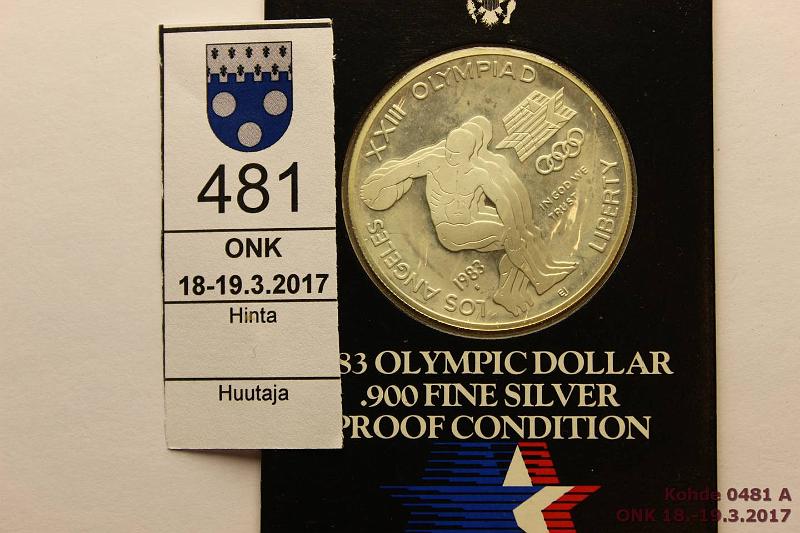 481
ONK
18-19.3.2017
Hinta
Huutaja
XXIII OLYMPIAD
LOS ANGELES
1983
S
IN GOD WE
TRUST
LIBERTY
EJ
83 OLYMPIC DOLLAR
.900 FINE SILVER
PROOF CONDITION
Kohde 0481 A
ONK 18.-19.3.2017